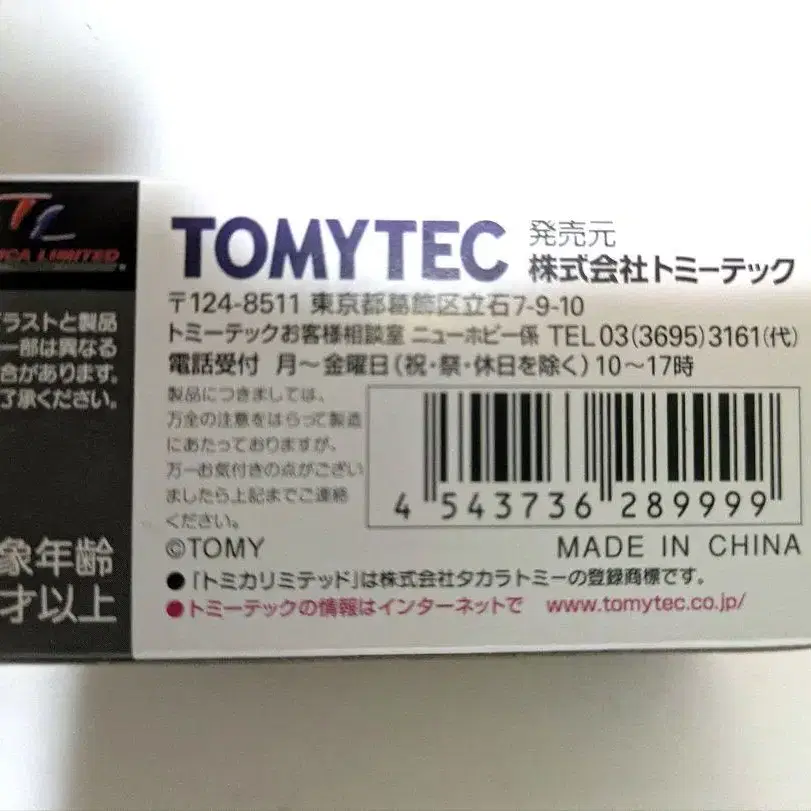 TOMYTEC 発売元
株式会社トミーテック
〒124-8511 東京都葛飾区立石7-9-10
トミーテックお客様相談室 ニューホビー係 TEL 03(3695)3161(代)
電話受付 月～金曜日(祝・祭・休日を除く)10～17時
製品につきましては、
万全の注意をはらって製造
にあたっておりますが、
万一お気付きの点がござい
ましたら上記までご連絡
ください。
4 543736 289999
©TOMY MADE IN CHINA
●「トミカリミテッド」は株式会社タカラトミーの登録商標です。
●トミーテックの情報はインターネットで www.tomytec.co.jp/
LIMITED
ラストと製品
一部は異なる
合があります。
了承ください。
象年齢
才以上